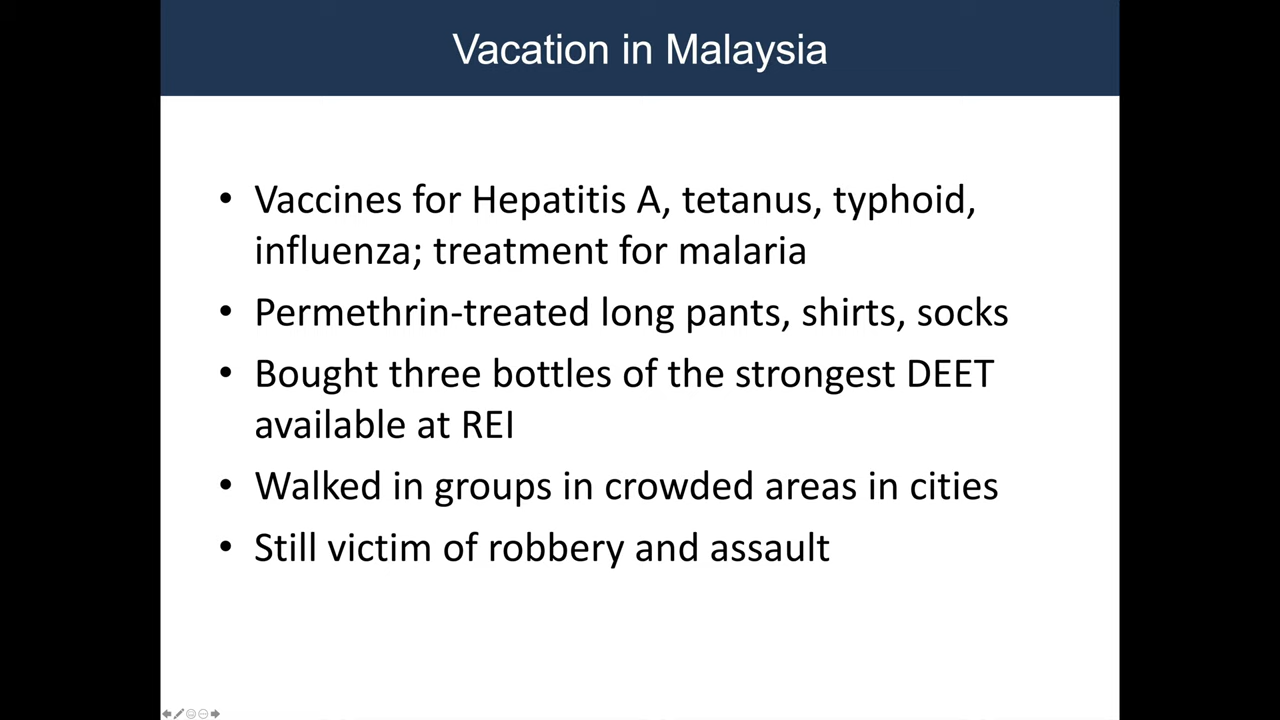 Vacation in Malaysia
• Vaccines for Hepatitis A, tetanus, typhoid,
influenza; treatment for malaria
• Permethrin-treated long pants, shirts, socks
• Bought three bottles of the strongest DEET
available at REI
• Walked in groups in crowded areas in cities
• Still victim of robbery and assault